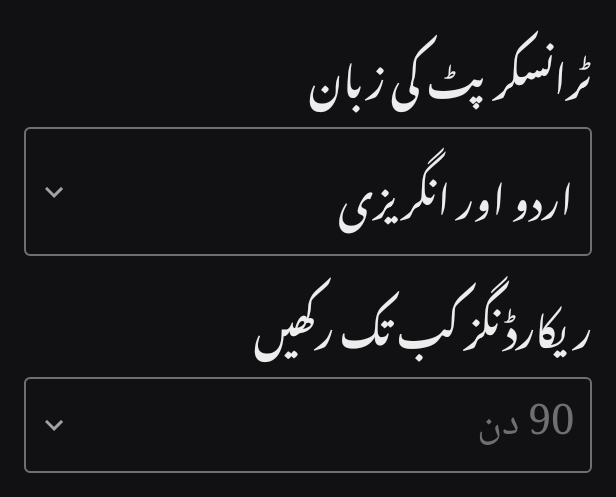 ٹرانسکرپٹ کی زبان
اردو اور انگریزی
ریکارڈنگز کب تک رکھیں
90 دن